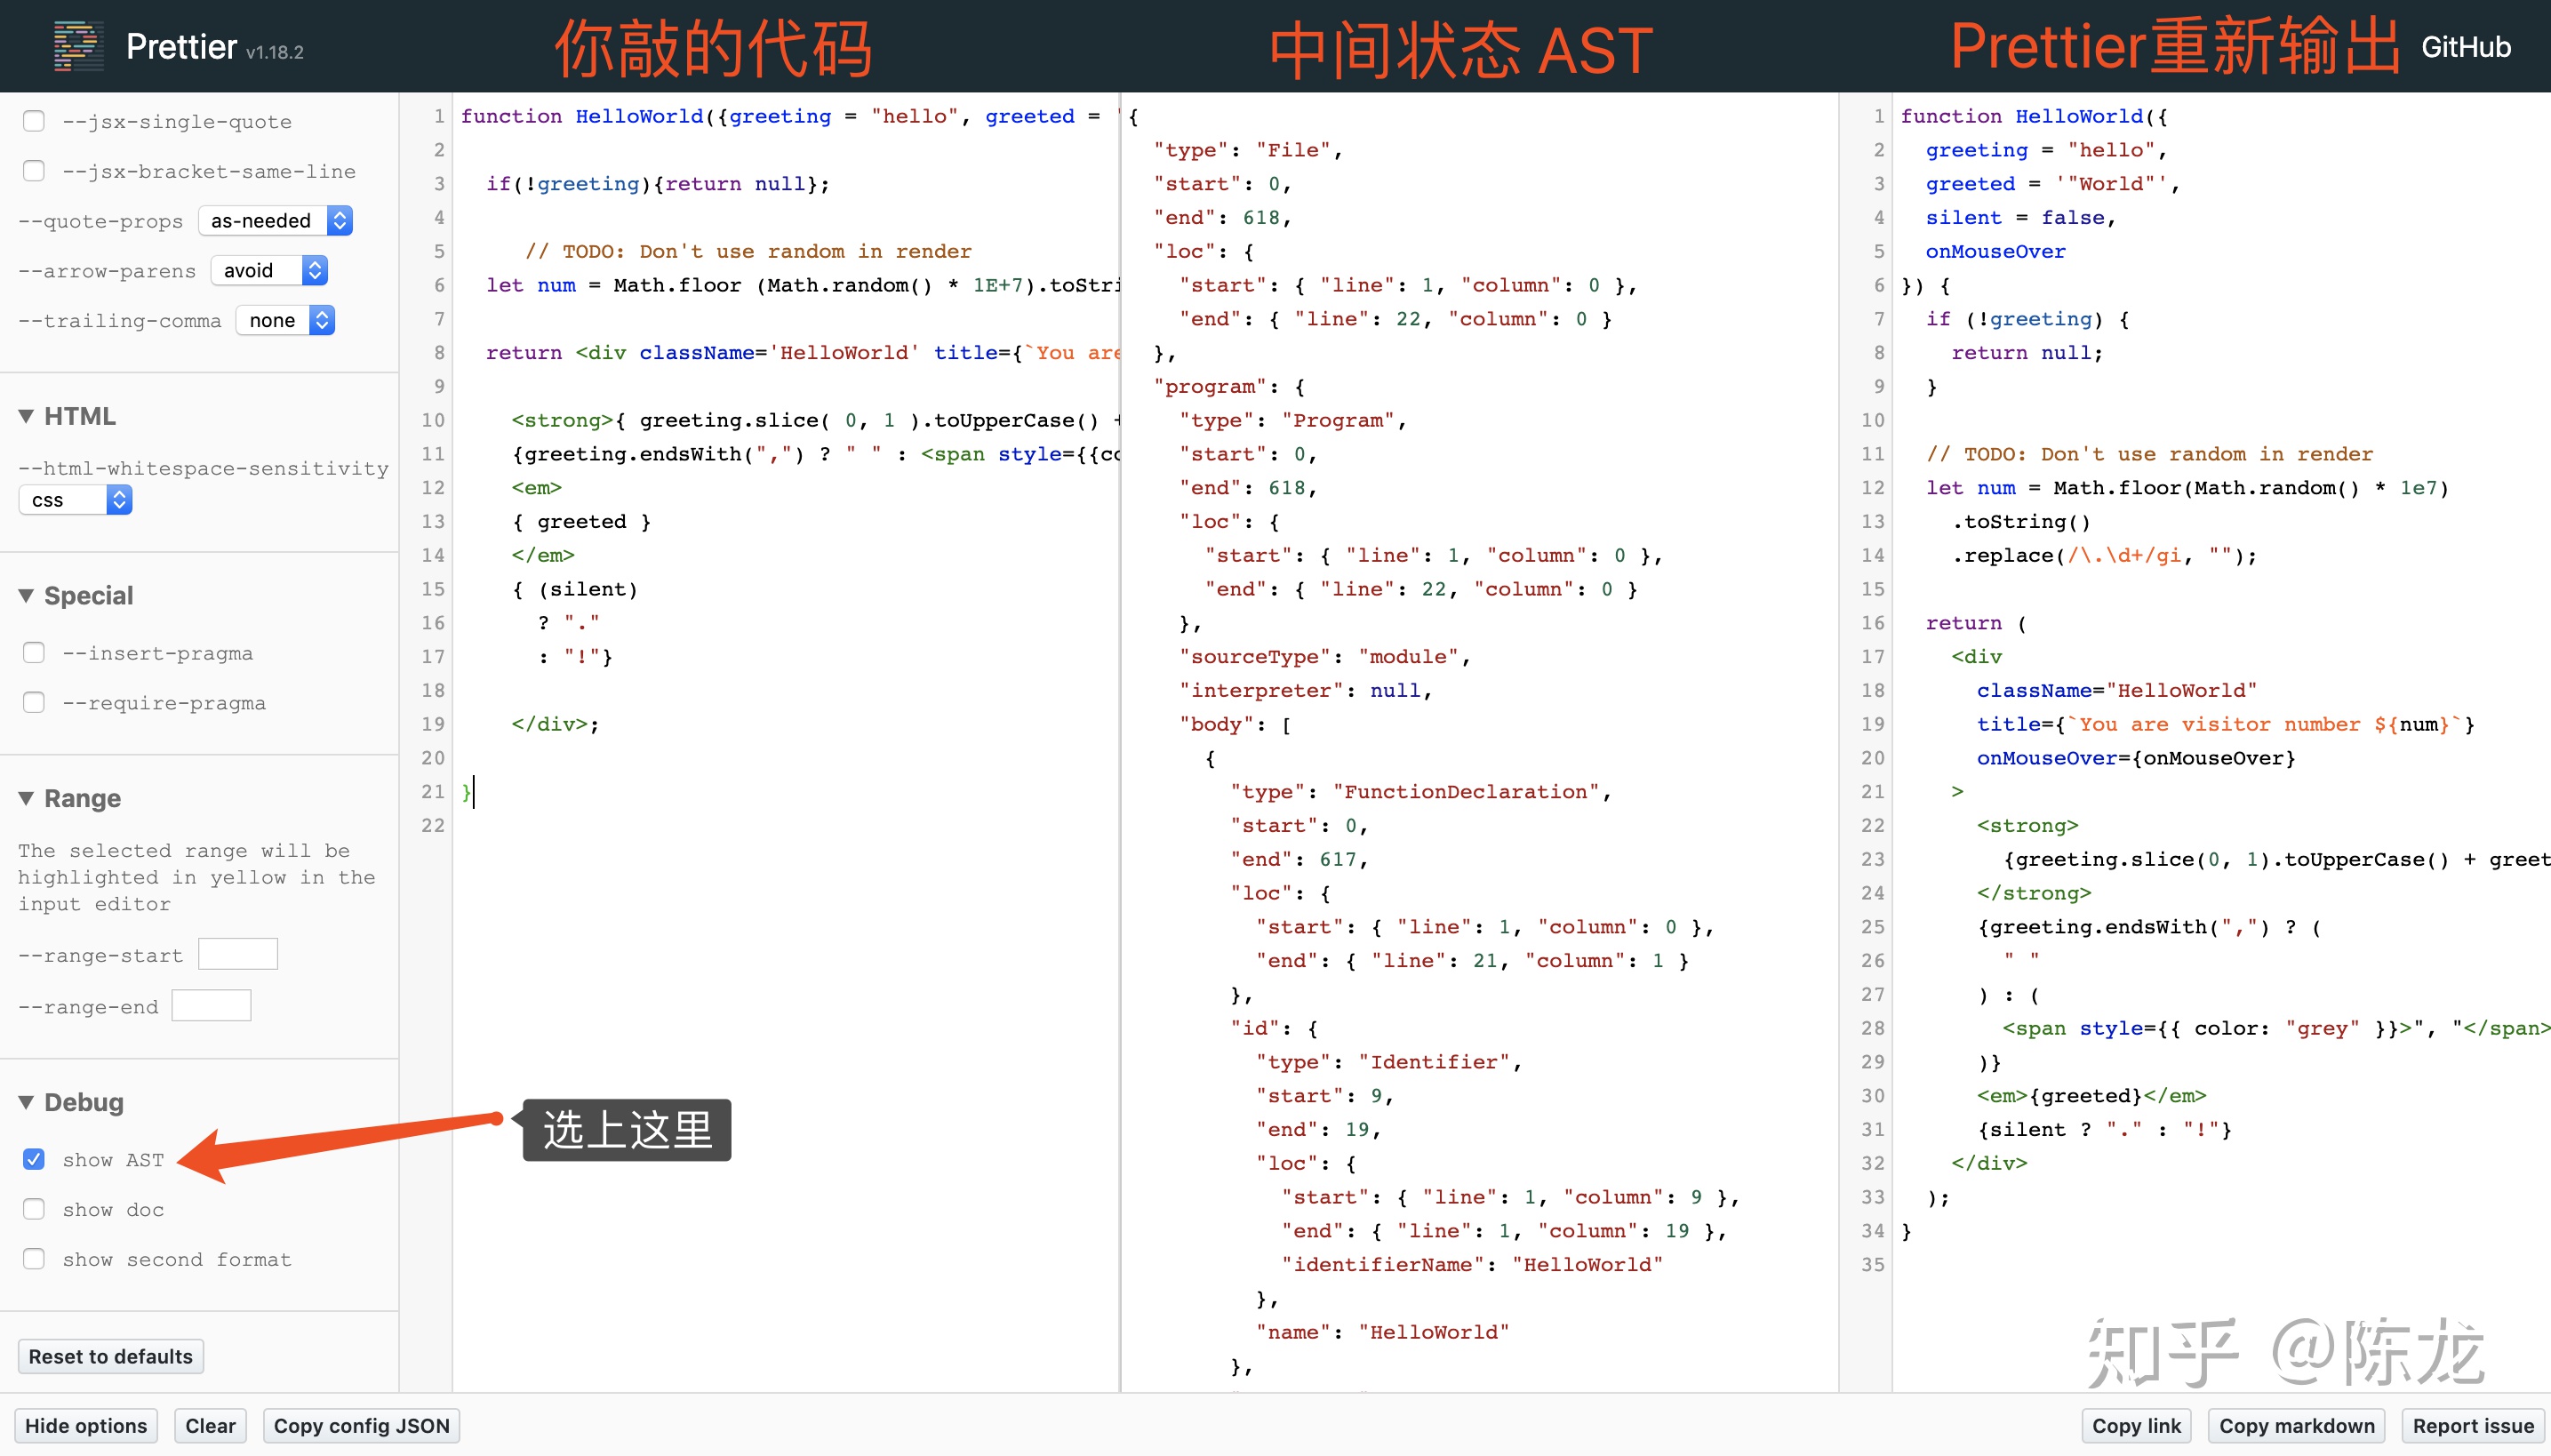 Prettier v1.18.2
你敲的代码
中间状态 AST
Prettier重新输出
GitHub
--jsx-single-quote
--jsx-bracket-same-line
--quote-props as-needed
--arrow-parens avoid
--trailing-comma none
▼ HTML
--html-whitespace-sensitivity
css
▼ Special
--insert-pragma
--require-pragma
▼ Range
The selected range will be
highlighted in yellow in the
input editor
--range-start
--range-end
▼ Debug
show AST
show doc
show second format
Reset to defaults
选上这里
1 function HelloWorld({greeting = "hello", greeted = '
2
3 if(!greeting){return null};
4
5 // TODO: Don't use random in render
6 let num = Math.floor (Math.random() * 1E+7).toStri
7
8 return <div className='HelloWorld' title={`You are
9
10 <strong>{ greeting.slice( 0, 1 ).toUpperCase() +
11 {greeting.endsWith(",") ? " " : <span style={{co
12 <em>
13 { greeted }
14 </em>
15 { (silent)
16 ? "."
17 : "!"}
18
19 </div>;
20
21 }
22
{
"type": "File",
"start": 0,
"end": 618,
"loc": {
"start": { "line": 1, "column": 0 },
"end": { "line": 22, "column": 0 }
},
"program": {
"type": "Program",
"start": 0,
"end": 618,
"loc": {
"start": { "line": 1, "column": 0 },
"end": { "line": 22, "column": 0 }
},
"sourceType": "module",
"interpreter": null,
"body": [
{
"type": "FunctionDeclaration",
"start": 0,
"end": 617,
"loc": {
"start": { "line": 1, "column": 0 },
"end": { "line": 21, "column": 1 }
},
"id": {
"type": "Identifier",
"start": 9,
"end": 19,
"loc": {
"start": { "line": 1, "column": 9 },
"end": { "line": 1, "column": 19 },
"identifierName": "HelloWorld"
},
"name": "HelloWorld"
},
1 function HelloWorld({
2 greeting = "hello",
3 greeted = '"World"',
4 silent = false,
5 onMouseOver
6 }) {
7 if (!greeting) {
8 return null;
9 }
10
11 // TODO: Don't use random in render
12 let num = Math.floor(Math.random() * 1e7)
13 .toString()
14 .replace(/\.\d+/gi, "");
15
16 return (
17 <div
18 className="HelloWorld"
19 title={`You are visitor number ${num}`}
20 onMouseOver={onMouseOver}
21 >
22 <strong>
23 {greeting.slice(0, 1).toUpperCase() + greet
24 </strong>
25 {greeting.endsWith(",") ? (
26 " "
27 ) : (
28 <span style={{ color: "grey" }}>", "</span>
29 )}
30 <em>{greeted}</em>
31 {silent ? "." : "!"}
32 </div>
33 );
34 }
35
知乎 @陈龙
Hide options
Clear
Copy config JSON
Copy link
Copy markdown
Report issue